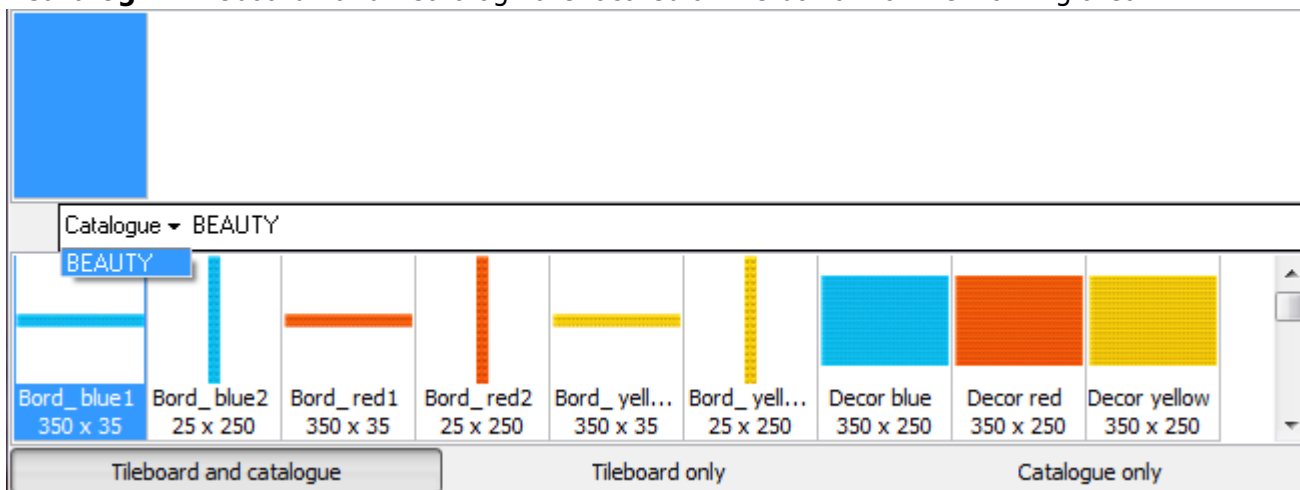 Catalogue BEAUTY
BEAUTY
Bord_blue1 Bord_blue2 Bord_red1 Bord_red2 Bord_yell... Bord_yell... Decor blue Decor red Decor yellow
350 x 35 25 x 250 350 x 35 25 x 250 350 x 35 25 x 250 350 x 250 350 x 250 350 x 250
Tileboard and catalogue Tileboard only Catalogue only